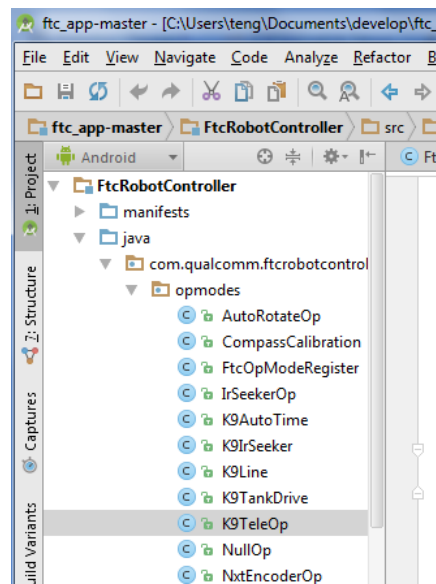 ftc_app-master - [C:\Users\teng\Documents\develop\ftc_
File Edit View Navigate Code Analyze Refactor B
ftc_app-master FtcRobotController src
1: Project
Android
Ft
FtcRobotController
manifests
java
com.qualcomm.ftcrobotcontrol
opmodes
AutoRotateOp
CompassCalibration
FtcOpModeRegister
IrSeekerOp
K9AutoTime
K9IrSeeker
K9Line
K9TankDrive
K9TeleOp
NullOp
NxtEncoderOp
7: Structure
Captures
uild Variants